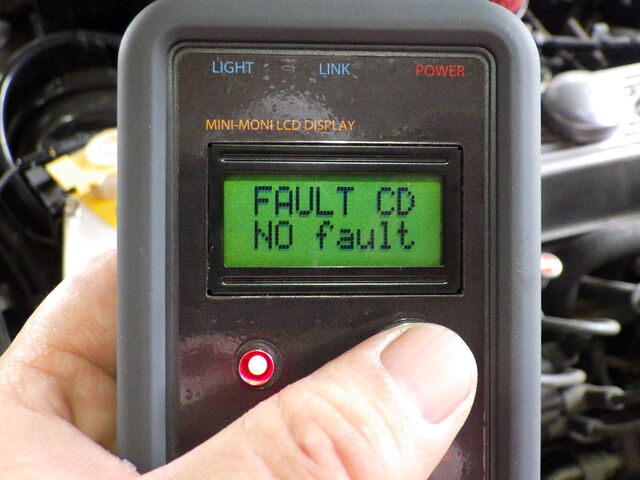 LIGHT LINK POWER
MINI-MONI LCD DISPLAY
FAULT CD
NO fault